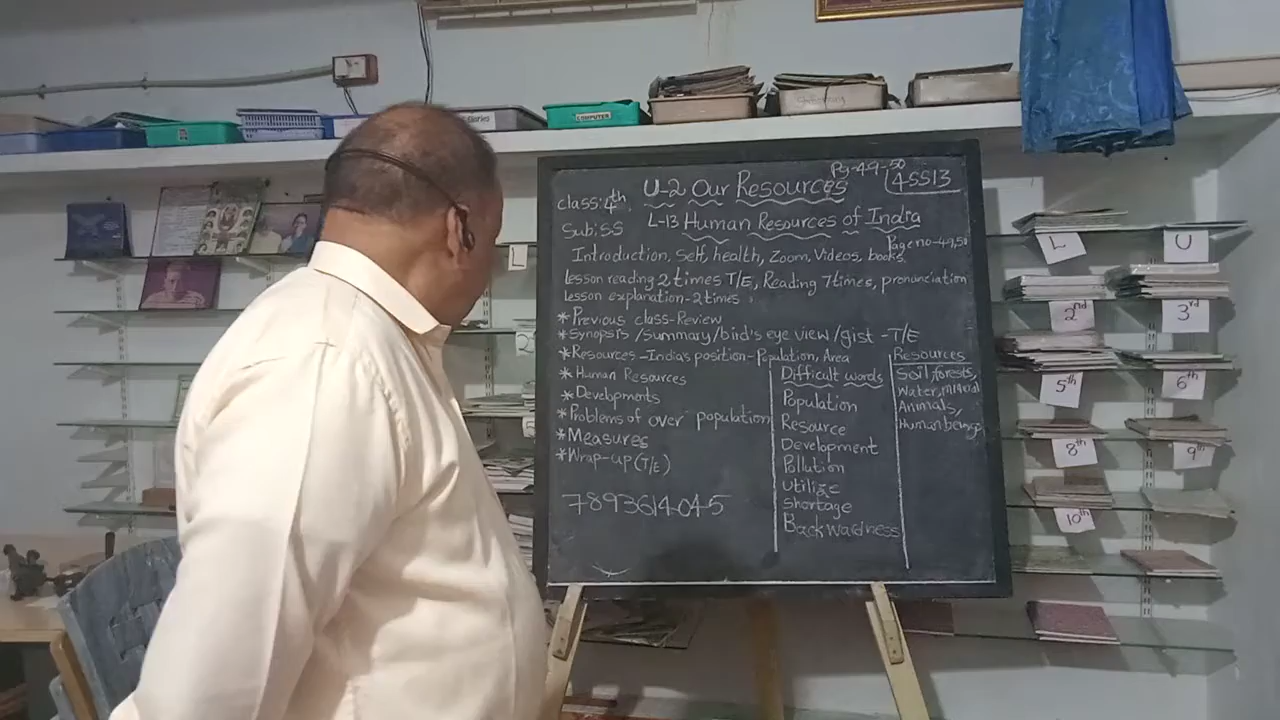 COMPUTER
Pg-49-50
45513
class: 4th
U-2 Our Resources
Sub:SS
L-13 Human Resources of India
Page no-49,50
Introduction, Self, health, Zoom, Videos, books,
lesson reading 2 times T/E, Reading 7 times, pronunciation
lesson explanation-2 times
*Previous class-Review
*Synopsis/Summary/bird's eye view/gist -T/E
*Resources -India's position-Population, Area
*Human Resources
*Developments
*Problems of over population
*Measures
*Wrap-up (T/E)
7893614045
Difficult words
Population
Resource
Development
Pollution
Utilize
Shortage
Backwardness
Resources
Soil, forests,
Water, mineral
Animals,
Human beings
L
U
2nd
3rd
5th
6th
8th
9th
10th
L